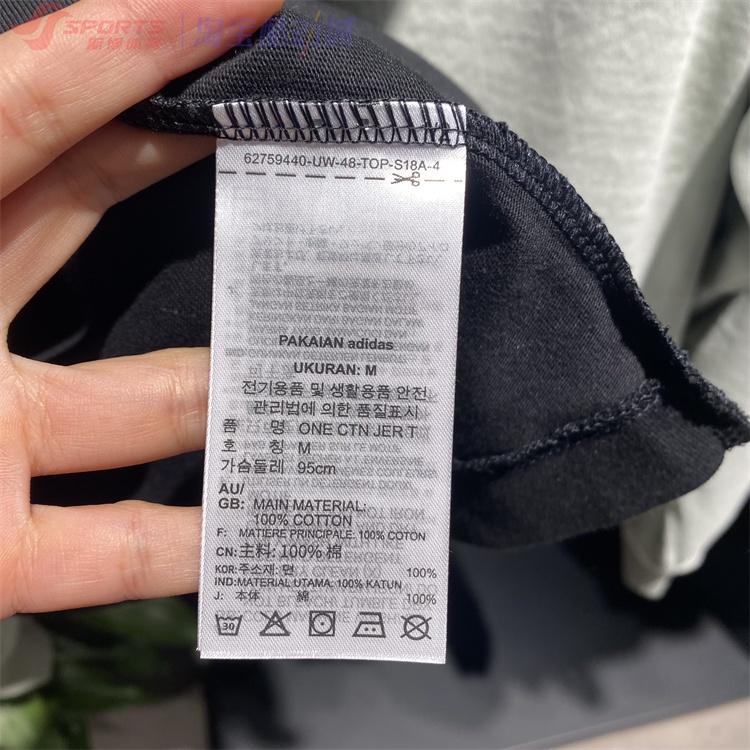 SPORTS
62759440-UW-48-TOP-S18A-4
PAKAIAN adidas
UKURAN: M
전기용품 및 생활용품 안전
관리법에 의한 품질표시
품 명 ONE CTN JER T
호 칭 M
가슴둘레 95cm
AU/
GB: MAIN MATERIAL:
100% COTTON
F: MATIÈRE PRINCIPALE: 100% COTON
CN: 主料: 100% 棉
KOR: 주소재: 면 100%
IND: MATERIAL UTAMA: 100% KATUN
J: 本体 綿 100%
30